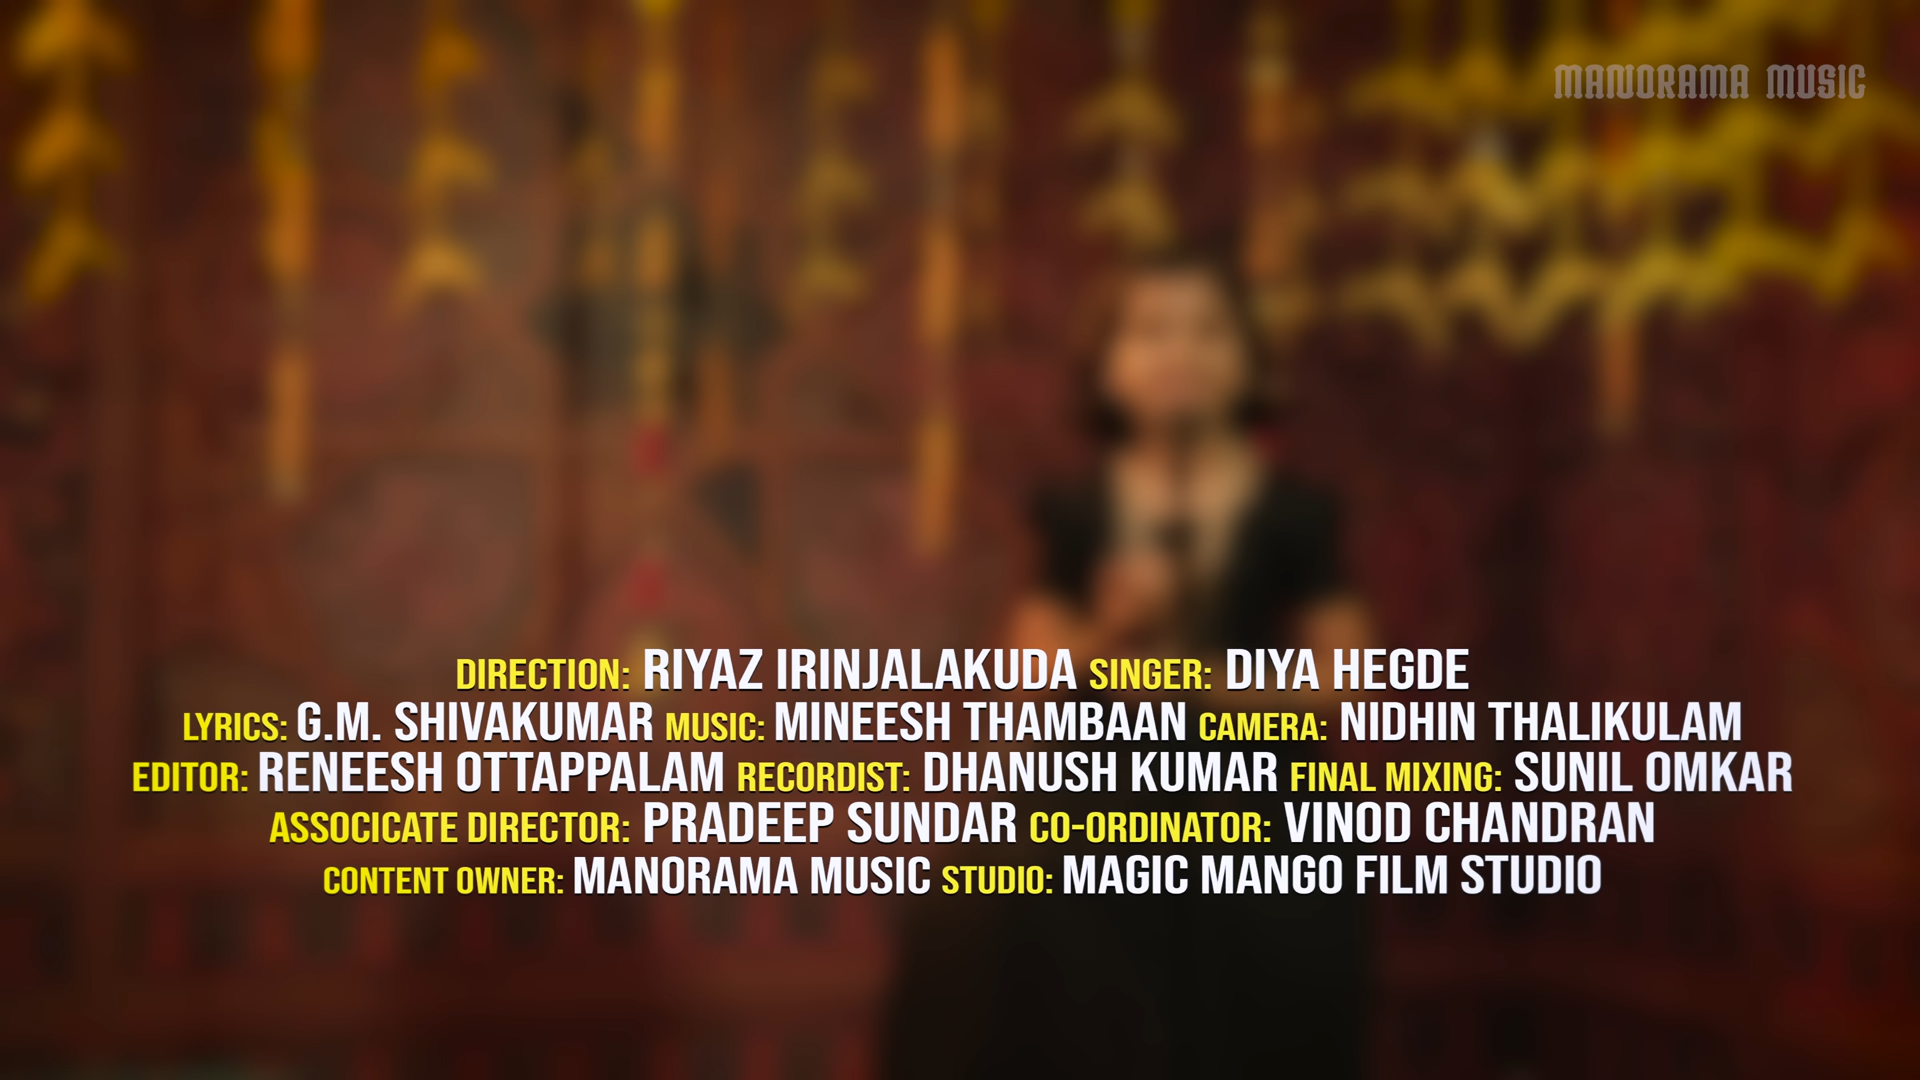 MANORAMA MUSIC
DIRECTION: RIYAZ IRINJALAKUDA SINGER: DIYA HEGDE
LYRICS: G.M. SHIVAKUMAR MUSIC: MINEESH THAMBAAN CAMERA: NIDHIN THALIKULAM
EDITOR: RENEESH OTTAPPALAM RECORDIST: DHANUSH KUMAR FINAL MIXING: SUNIL OMKAR
ASSOCICATE DIRECTOR: PRADEEP SUNDAR CO-ORDINATOR: VINOD CHANDRAN
CONTENT OWNER: MANORAMA MUSIC STUDIO: MAGIC MANGO FILM STUDIO